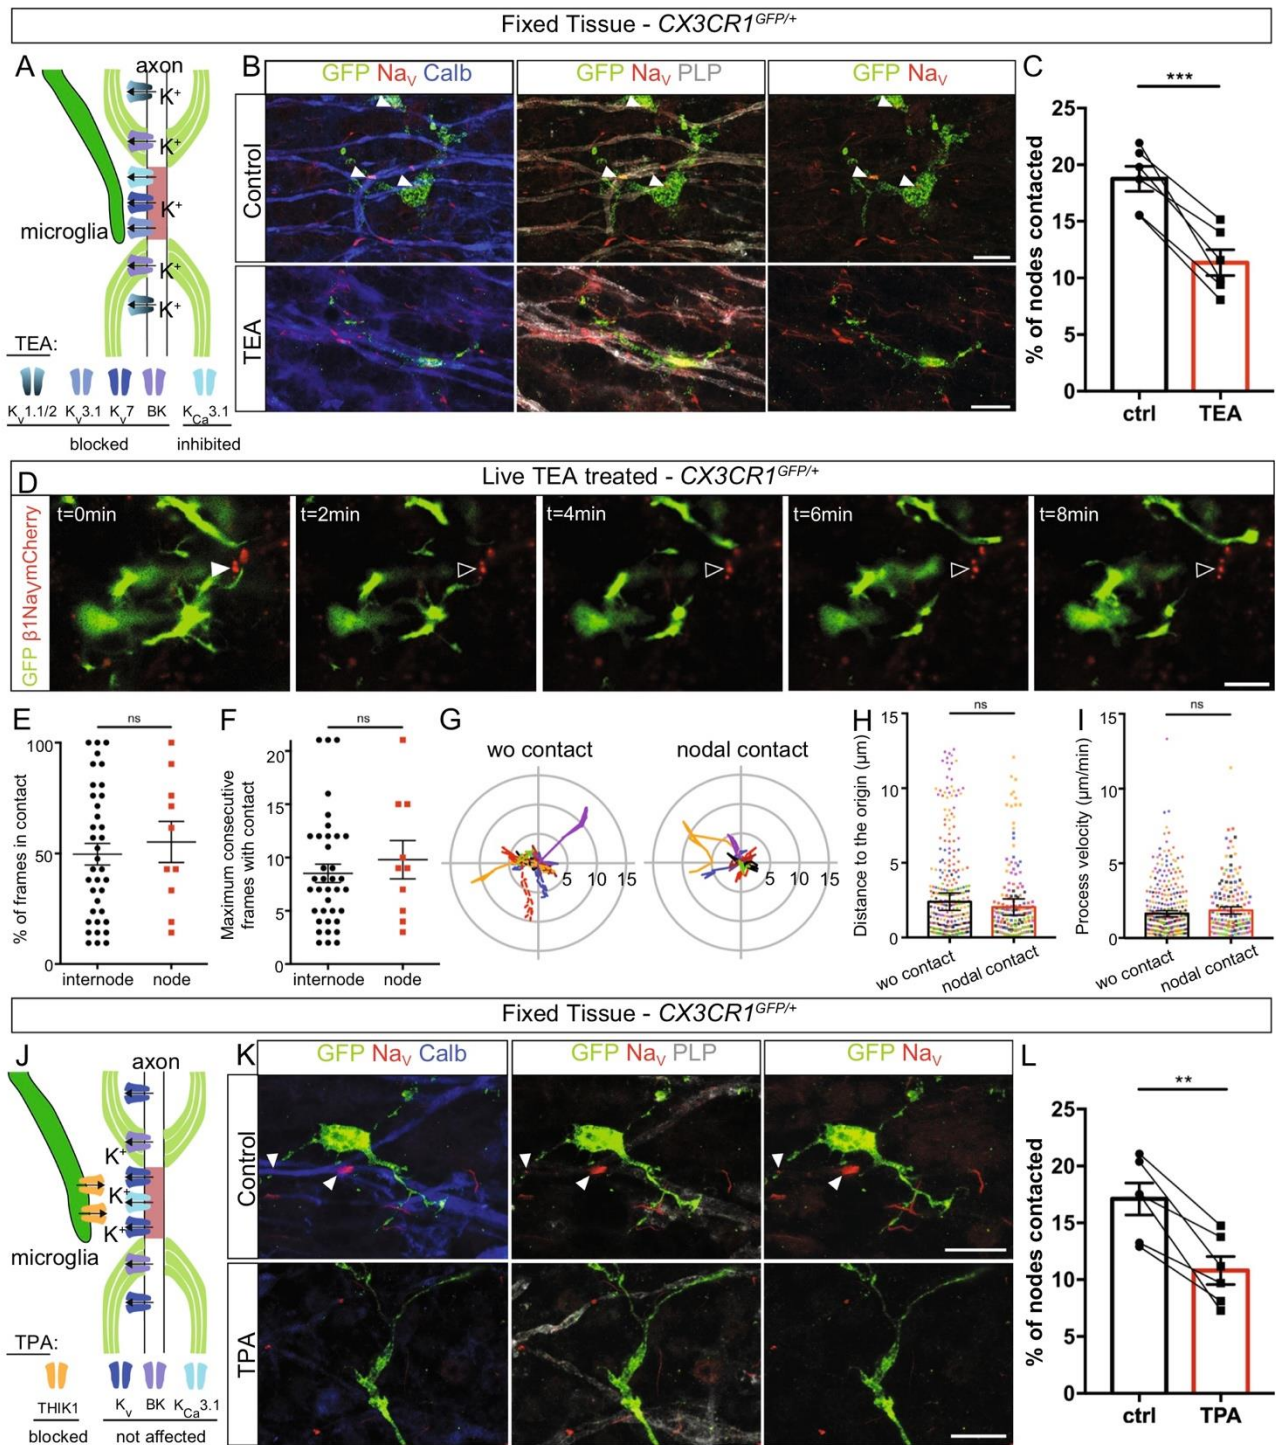 Fixed Tissue - CX3CR1GFP/+
A
axon
K+
K+
K+
K+
K+
microglia
TEA:
Kv1.1/2 Kv3.1 Kv7 BK KCa3.1
blocked inhibited
B
GFP Nav Calb
GFP Nav PLP
GFP Nav
Control
TEA
C
***
% of nodes contacted
25
20
15
10
5
0
ctrl TEA
Live TEA treated - CX3CR1GFP/+
D
GFP β1NavmCherry
t=0min
t=2min
t=4min
t=6min
t=8min
E
ns
% of frames in contact
100
50
0
internode node
F
ns
Maximum consecutive
frames with contact
20
15
10
5
0
internode node
G
wo contact
5 10 15
nodal contact
5 10 15
H
ns
Distance to the origin (µm)
15
10
5
0
wo contact nodal contact
I
ns
Process velocity (µm/min)
15
10
5
0
wo contact nodal contact
Fixed Tissue - CX3CR1GFP/+
J
axon
K+
K+
K+
microglia
TPA:
THIK1 Kv BK KCa3.1
blocked not affected
K
GFP Nav Calb
GFP Nav PLP
GFP Nav
Control
TPA
L
**
% of nodes contacted
25
20
15
10
5
0
ctrl TPA